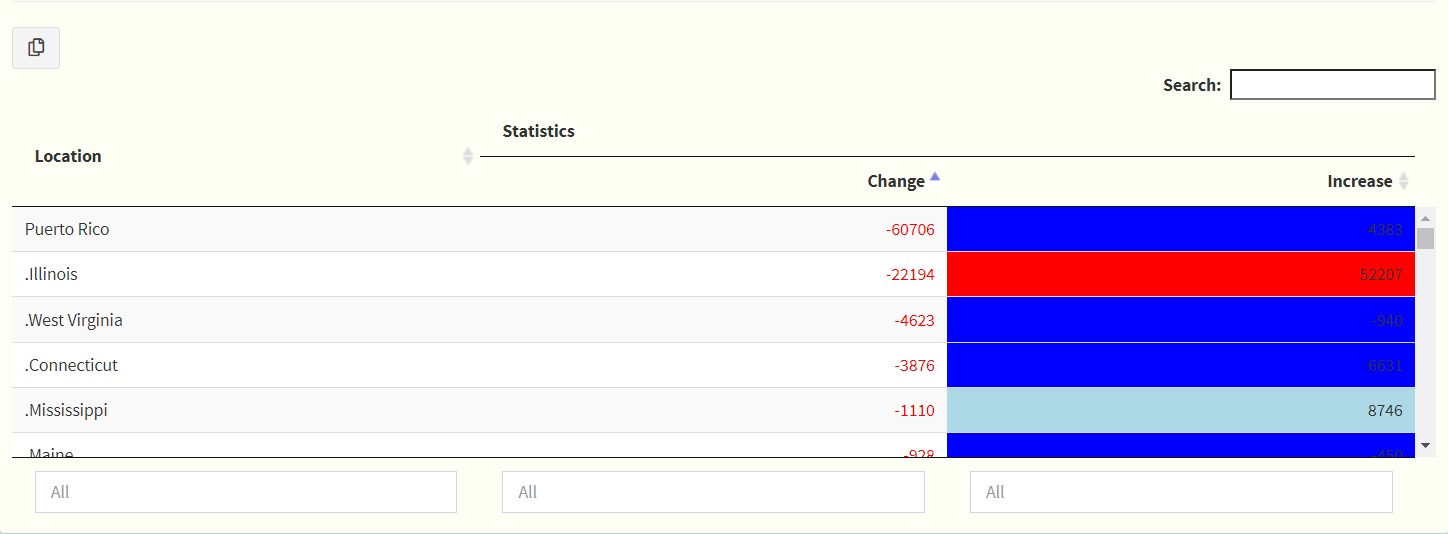 Search:
Statistics
Location
Change Increase
Puerto Rico -60706 4383
.Illinois -22194 52207
.West Virginia -4623 -940
.Connecticut -3876 6631
.Mississippi -1110 8746
.Maine -928 -450
All All All